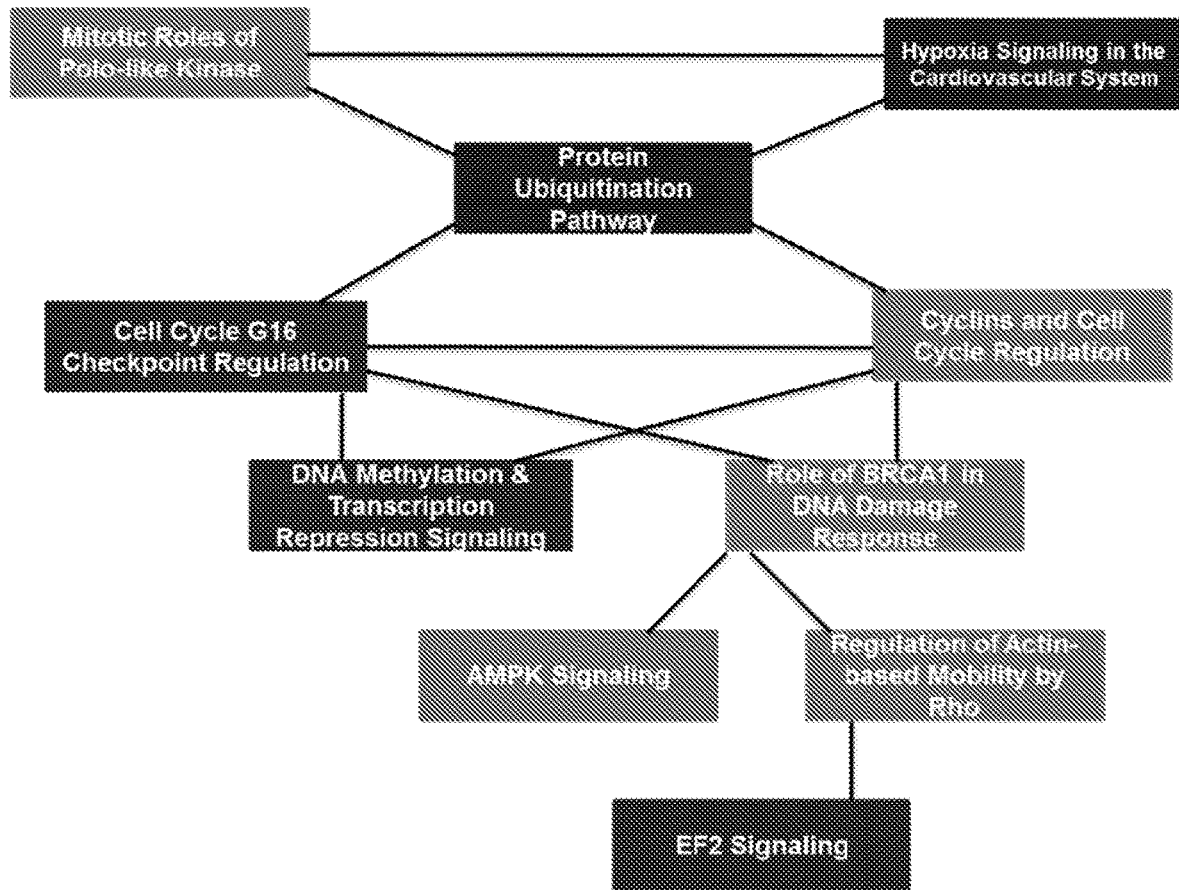 Mitotic Roles of
Polo-like Kinase
Hypoxia Signaling in the
Cardiovascular System
Protein
Ubiquitination
Pathway
Cell Cycle G16
Checkpoint Regulation
Cyclins and Cell
Cycle Regulation
DNA Methylation &
Transcription
Repression Signaling
Role of BRCA1 in
DNA Damage
Response
AMPK Signaling
Regulation of Actin-
based Mobility by
Rho
EF2 Signaling